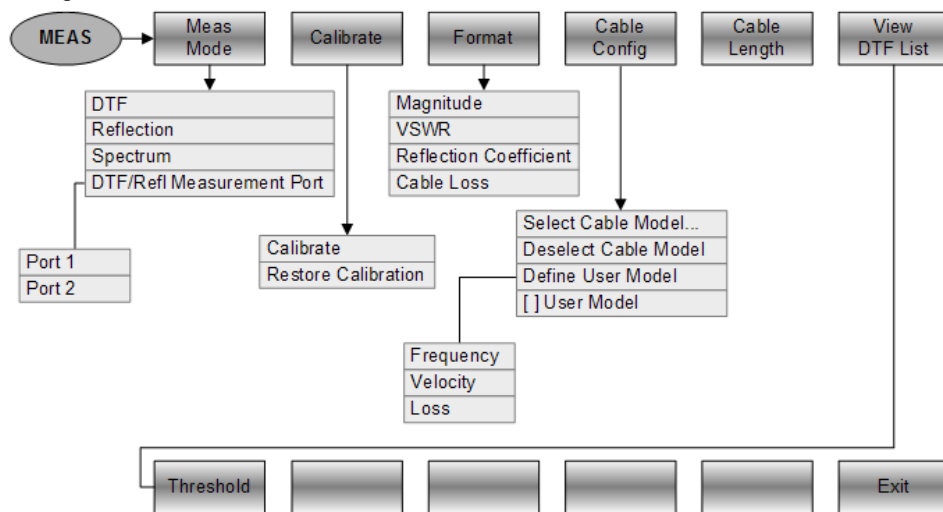 MEAS
Meas
Mode
Calibrate
Format
Cable
Config
Cable
Length
View
DTF List
DTF
Reflection
Spectrum
DTF/Refl Measurement Port
Port 1
Port 2
Calibrate
Restore Calibration
Magnitude
VSWR
Reflection Coefficient
Cable Loss
Select Cable Model...
Deselect Cable Model
Define User Model
[ ] User Model
Frequency
Velocity
Loss
Threshold
Exit